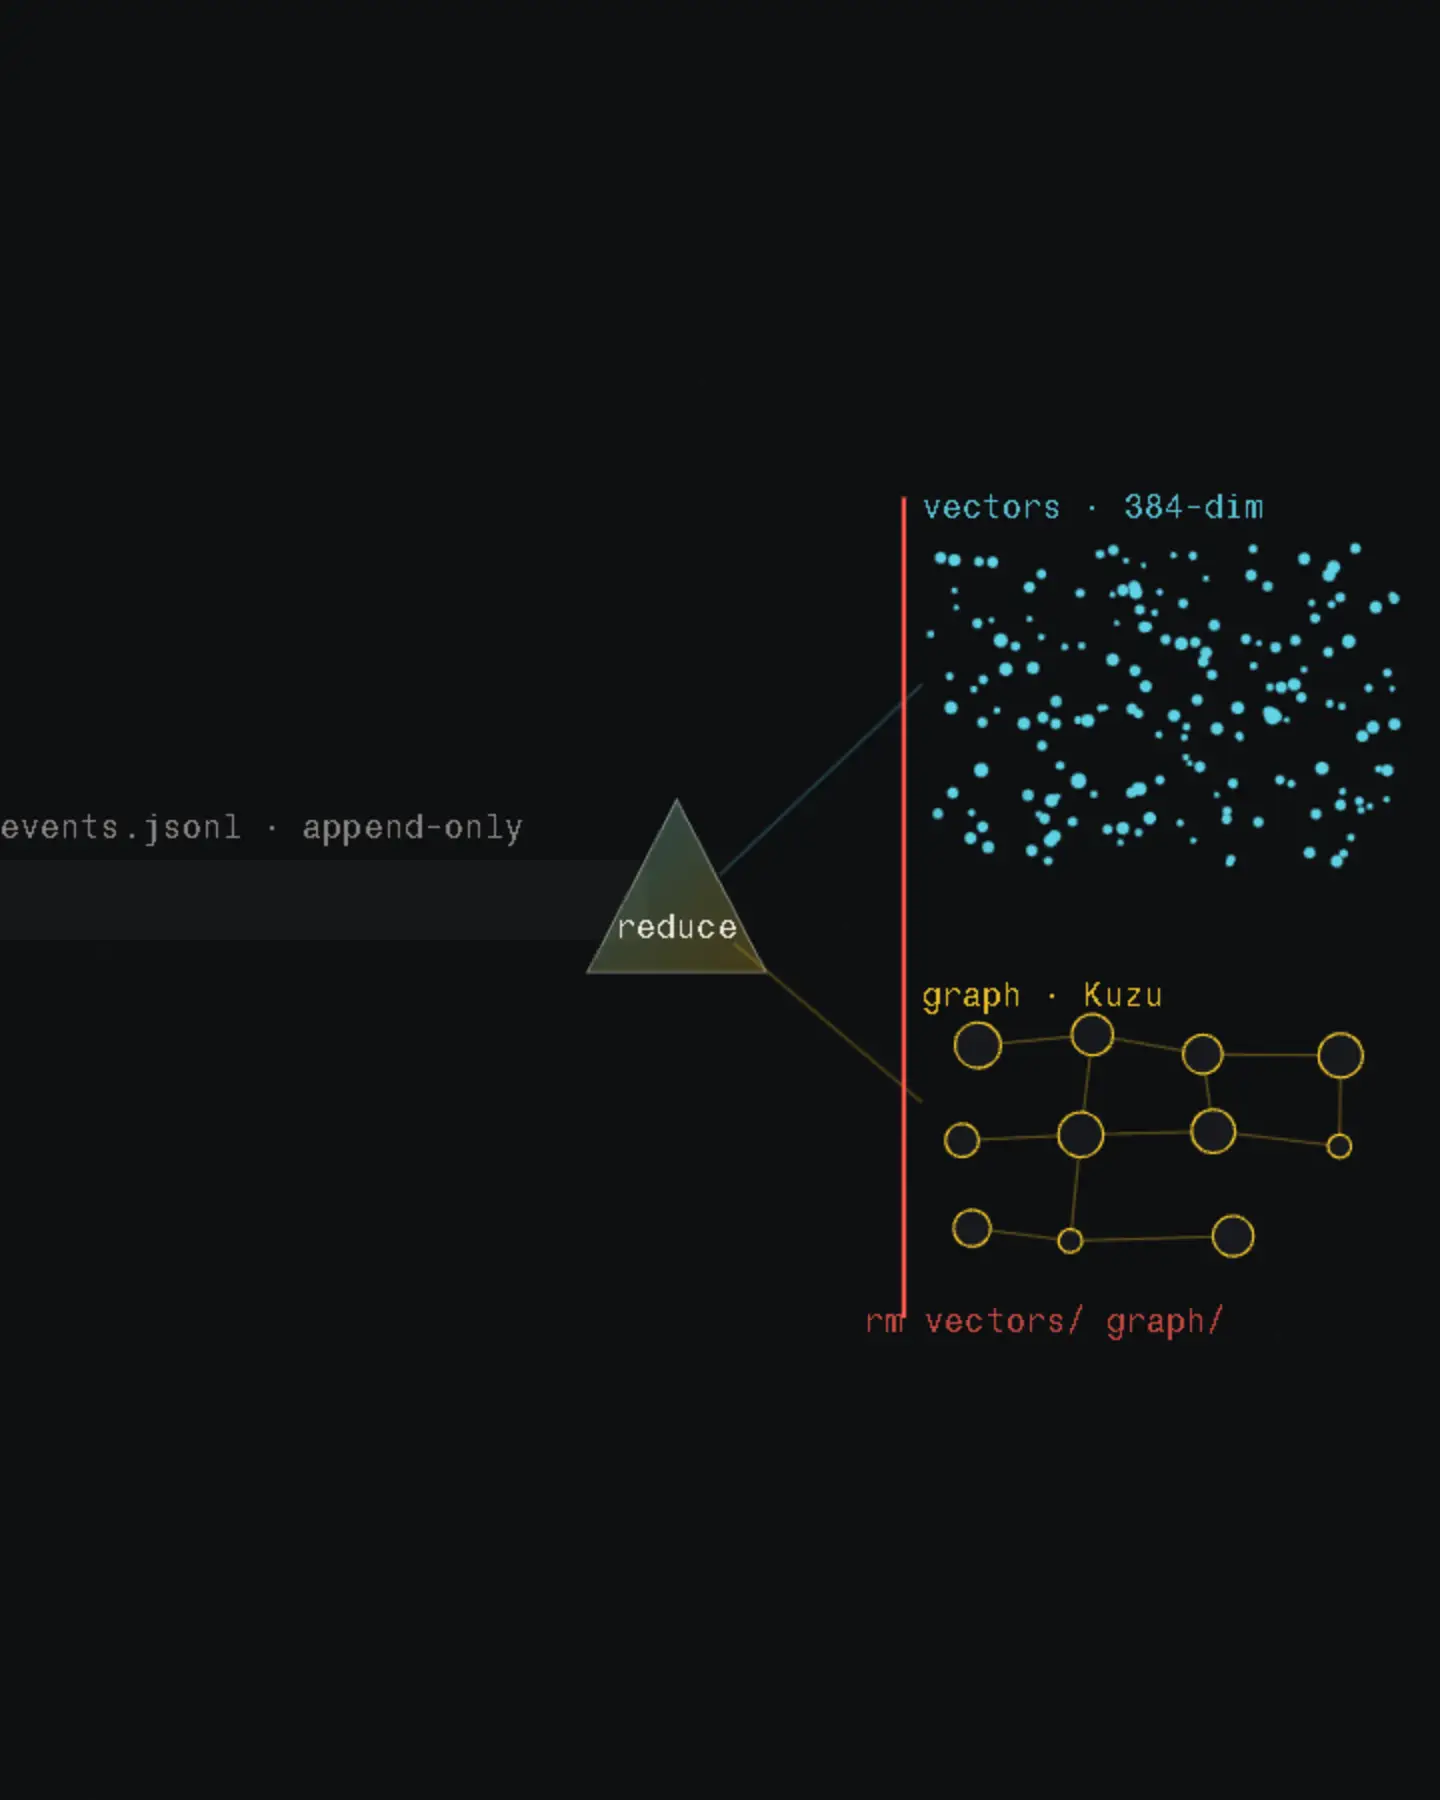 vectors · 384-dim
events.jsonl · append-only
reduce
graph · Kuzu
rm vectors/ graph/